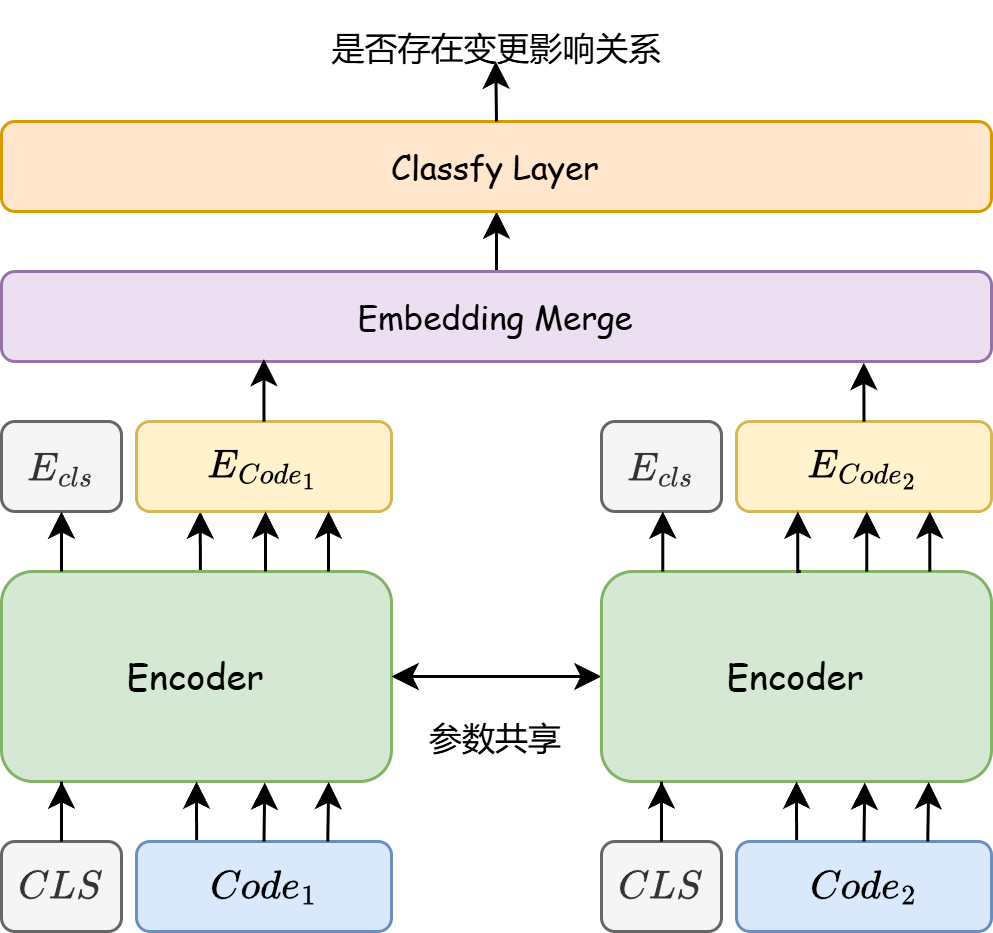 是否存在变更影响关系
Classfy Layer
Embedding Merge
E_{cls} E_{Code_1} E_{cls} E_{Code_2}
Encoder Encoder
参数共享
CLS Code_1 CLS Code_2